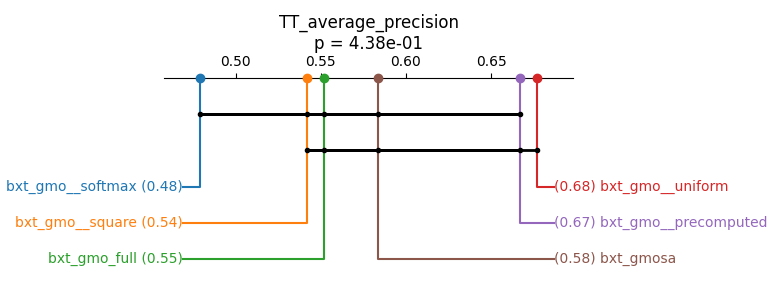 TT_average_precision
p = 4.38e-01
0.50 0.55 0.60 0.65
bxt_gmo__softmax (0.48)
(0.68) bxt_gmo__uniform
bxt_gmo__square (0.54)
(0.67) bxt_gmo__precomputed
bxt_gmo_full (0.55)
(0.58) bxt_gmosa